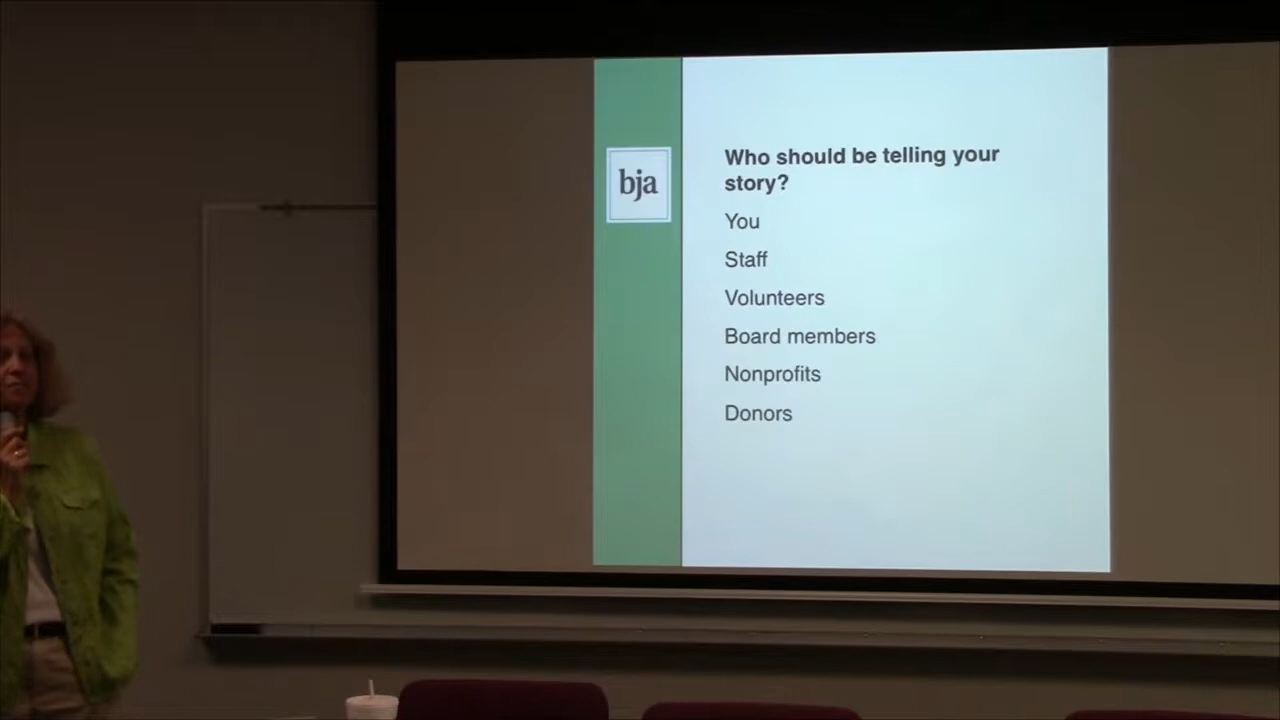 bja
Who should be telling your
story?
You
Staff
Volunteers
Board members
Nonprofits
Donors